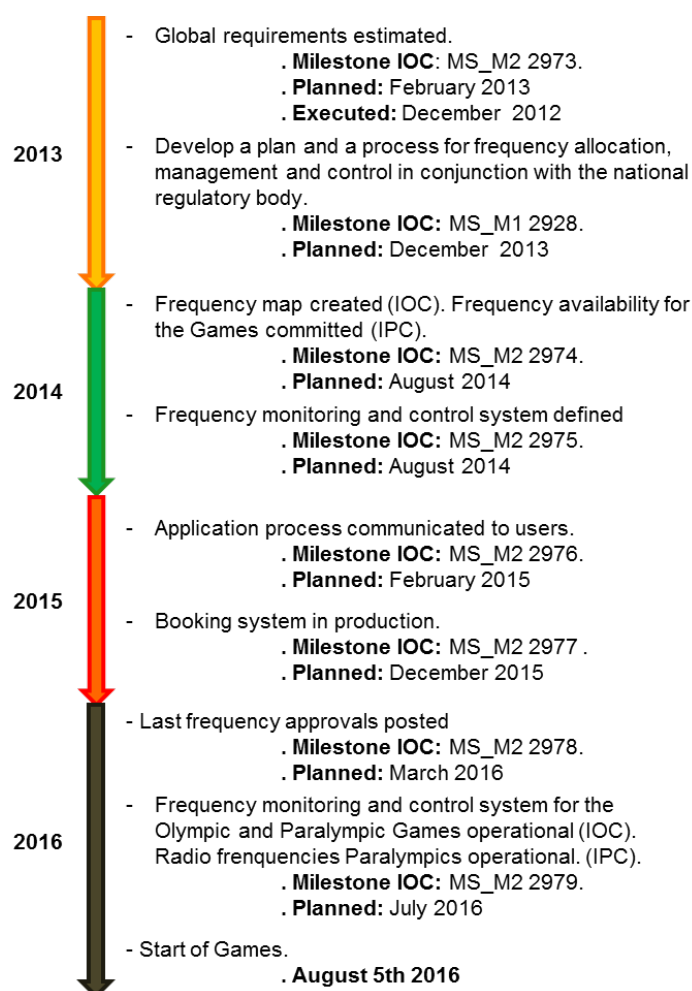 - Global requirements estimated.
. Milestone IOC: MS_M2 2973.
. Planned: February 2013
. Executed: December 2012
2013
- Develop a plan and a process for frequency allocation,
management and control in conjunction with the national
regulatory body.
. Milestone IOC: MS_M1 2928.
. Planned: December 2013
- Frequency map created (IOC). Frequency availability for
the Games committed (IPC).
. Milestone IOC: MS_M2 2974.
. Planned: August 2014
2014
- Frequency monitoring and control system defined
. Milestone IOC: MS_M2 2975.
. Planned: August 2014
- Application process communicated to users.
. Milestone IOC: MS_M2 2976.
. Planned: February 2015
2015
- Booking system in production.
. Milestone IOC: MS_M2 2977 .
. Planned: December 2015
- Last frequency approvals posted
. Milestone IOC: MS_M2 2978.
. Planned: March 2016
- Frequency monitoring and control system for the
Olympic and Paralympic Games operational (IOC).
2016
Radio frenquencies Paralympics operational. (IPC).
. Milestone IOC: MS_M2 2979.
. Planned: July 2016
- Start of Games.
. August 5th 2016